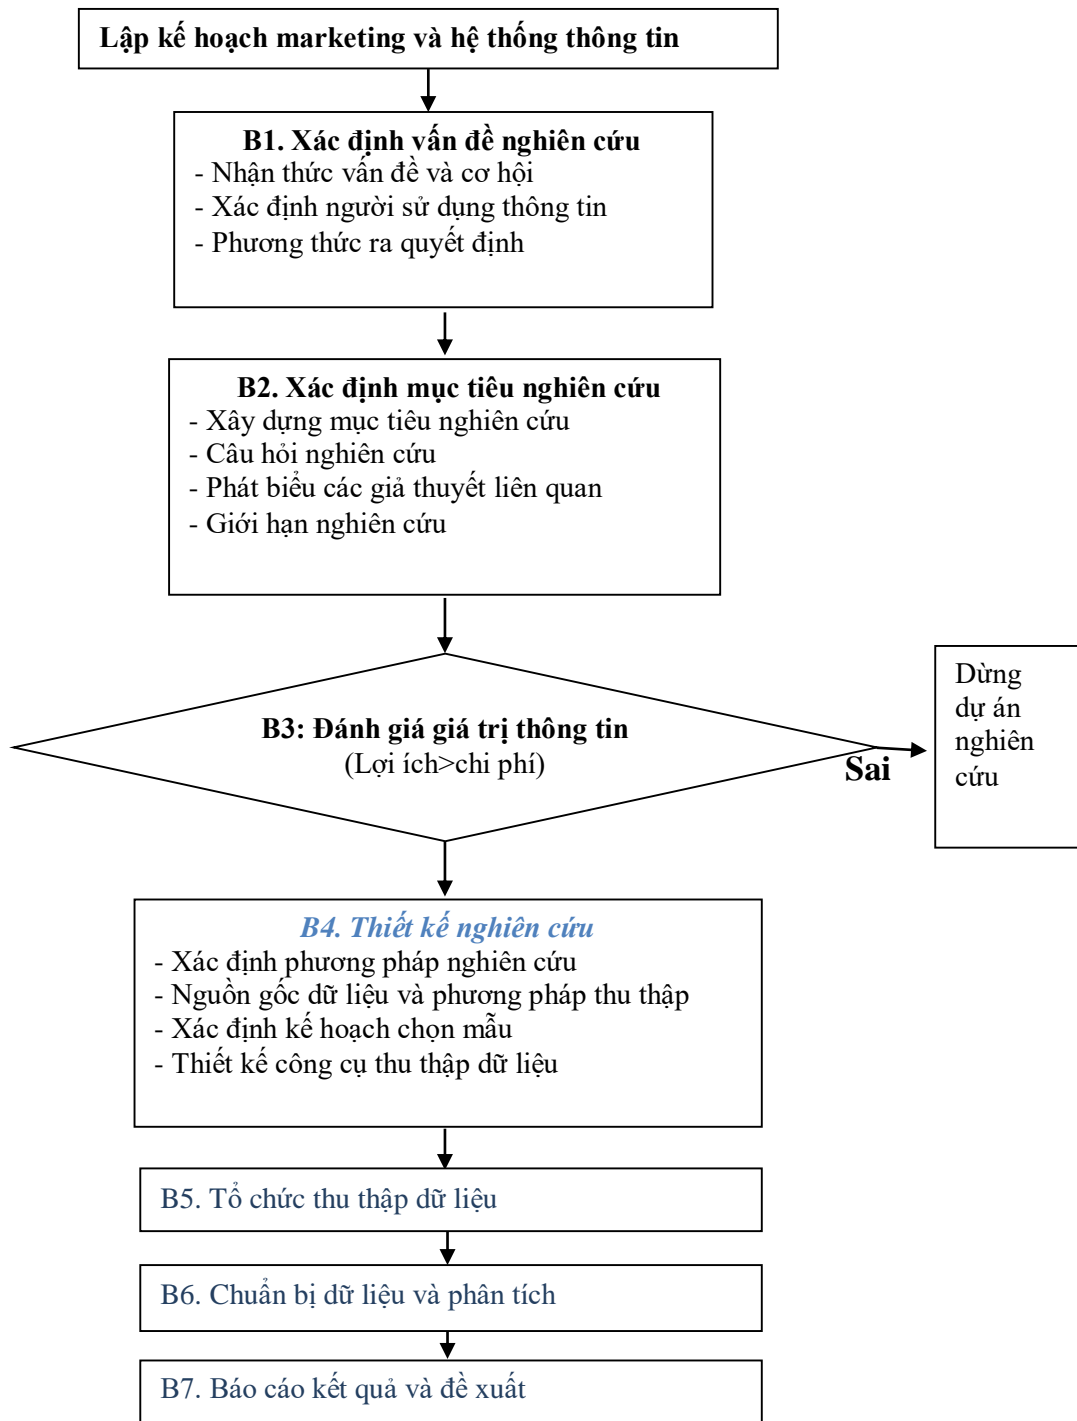 Lập kế hoạch marketing và hệ thống thông tin
B1. Xác định vấn đề nghiên cứu
- Nhận thức vấn đề và cơ hội
- Xác định người sử dụng thông tin
- Phương thức ra quyết định
B2. Xác định mục tiêu nghiên cứu
- Xây dựng mục tiêu nghiên cứu
- Câu hỏi nghiên cứu
- Phát biểu các giả thuyết liên quan
- Giới hạn nghiên cứu
B3: Đánh giá giá trị thông tin
(Lợi ích>chi phí)
Sai
Dừng
dự án
nghiên
cứu
B4. Thiết kế nghiên cứu
- Xác định phương pháp nghiên cứu
- Nguồn gốc dữ liệu và phương pháp thu thập
- Xác định kế hoạch chọn mẫu
- Thiết kế công cụ thu thập dữ liệu
B5. Tổ chức thu thập dữ liệu
B6. Chuẩn bị dữ liệu và phân tích
B7. Báo cáo kết quả và đề xuất